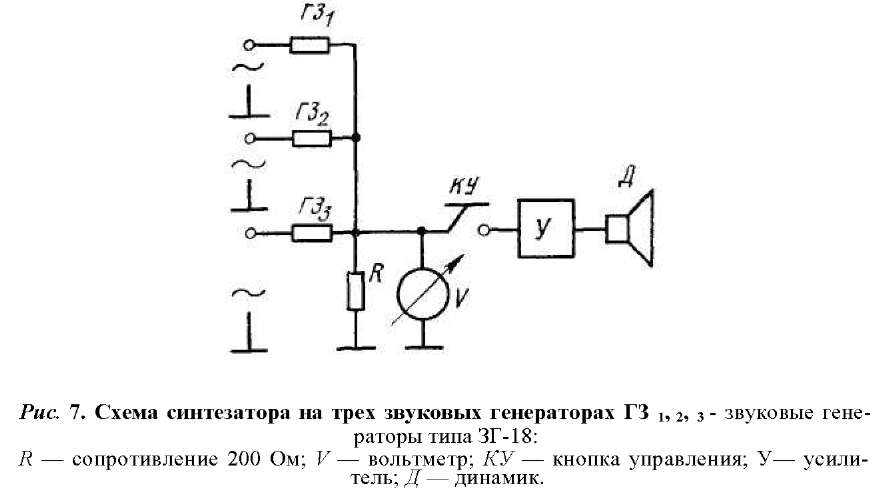 ГЗ₁
ГЗ₂
ГЗ₃
КУ
Д
У
R
V
Рис. 7. Схема синтезатора на трех звуковых генераторах ГЗ 1, 2, 3 - звуковые гене-
раторы типа ЗГ-18:
R — сопротивление 200 Ом; V — вольтметр; КУ — кнопка управления; У— усили-
тель; Д — динамик.